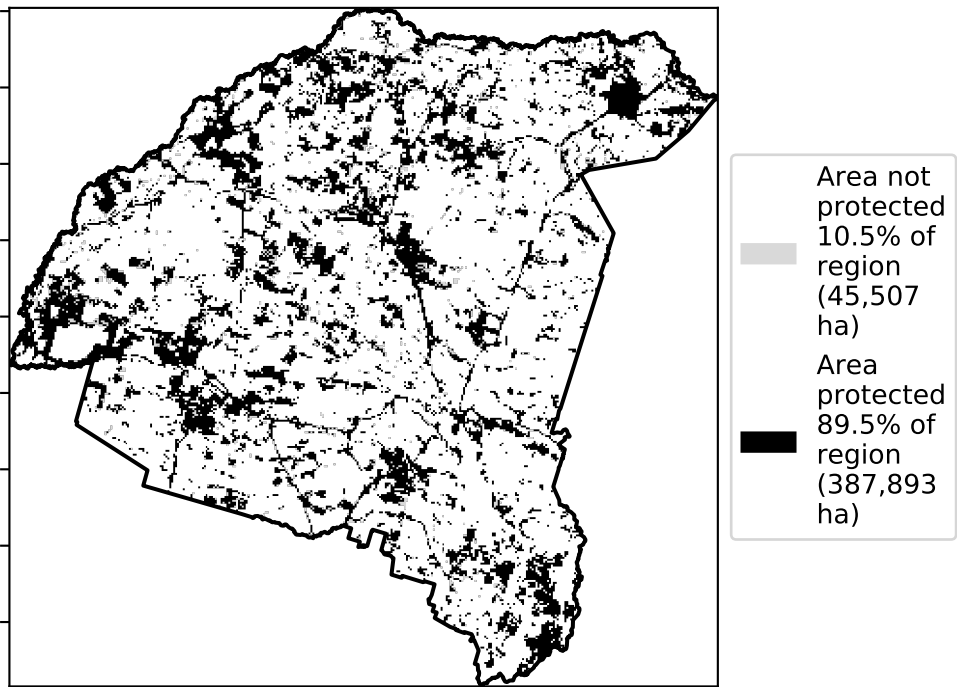 Area not
protected
10.5% of
region
(45,507
ha)
Area
protected
89.5% of
region
(387,893
ha)